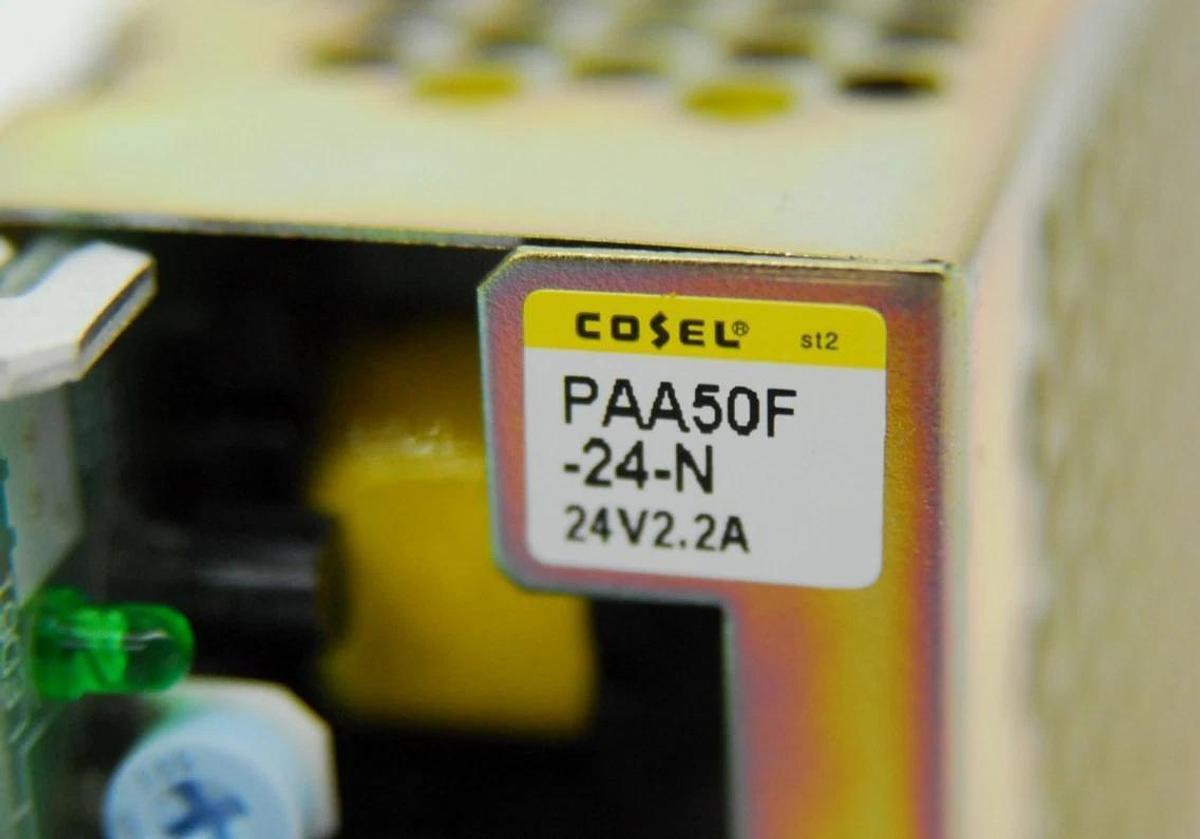 COSEL® st2
PAA50F
-24-N
24V2.2A